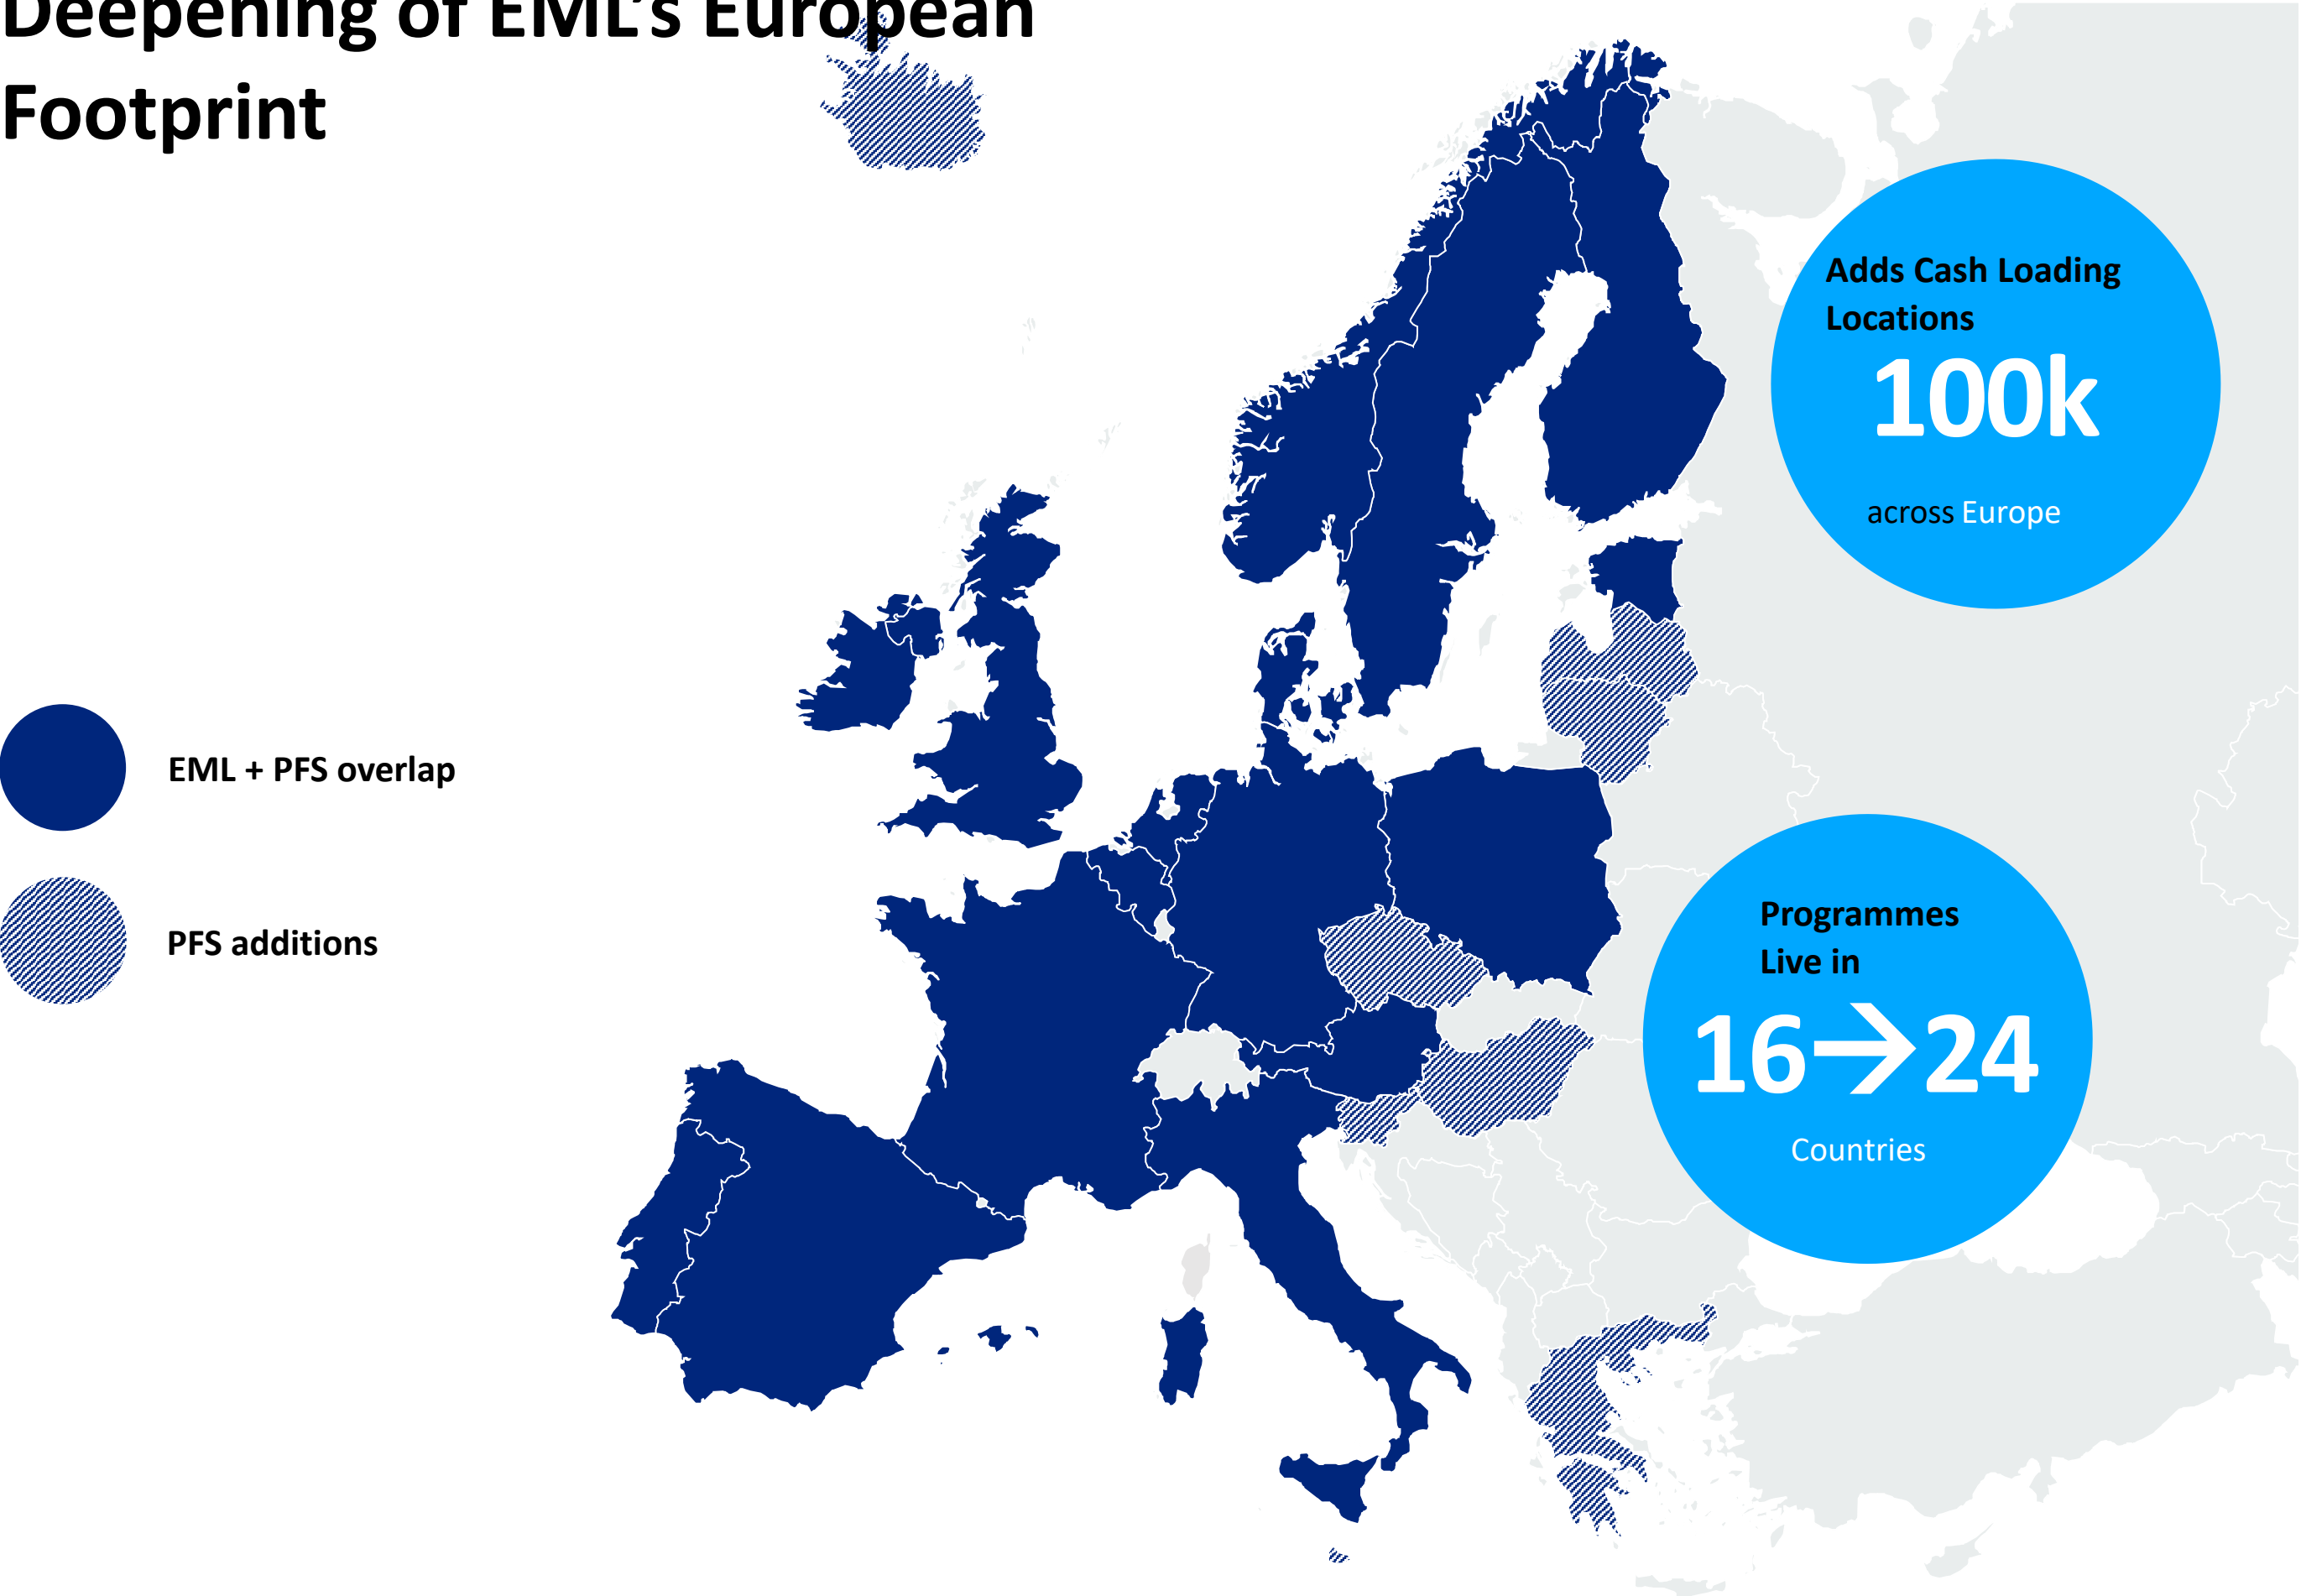 Deepening of EML's European
Footprint
Adds Cash Loading
Locations
100k
across Europe
EML + PFS overlap
PFS additions
Programmes
Live in
16→24
Countries